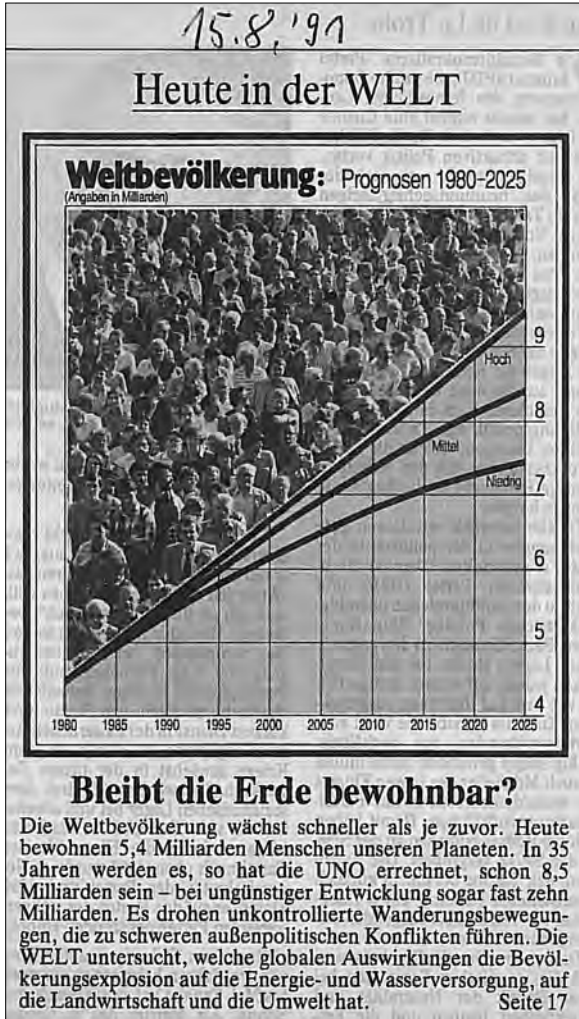 15.8.'91
Heute in der WELT
Weltbevölkerung: Prognosen 1980–2025
(Angaben in Milliarden)
9
Hoch
8
Mittel
7
Niedrig
6
5
4
1980 1985 1990 1995 2000 2005 2010 2015 2020 2025
Bleibt die Erde bewohnbar?
Die Weltbevölkerung wächst schneller als je zuvor. Heute
bewohnen 5,4 Milliarden Menschen unseren Planeten. In 35
Jahren werden es, so hat die UNO errechnet, schon 8,5
Milliarden sein – bei ungünstiger Entwicklung sogar fast zehn
Milliarden. Es drohen unkontrollierte Wanderungsbewegun-
gen, die zu schweren außenpolitischen Konflikten führen. Die
WELT untersucht, welche globalen Auswirkungen die Bevöl-
kerungsexplosion auf die Energie- und Wasserversorgung, auf
die Landwirtschaft und die Umwelt hat. Seite 17